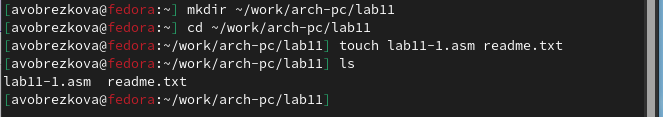 [avobrezkova@fedora:~] mkdir ~/work/arch-pc/lab11
[avobrezkova@fedora:~] cd ~/work/arch-pc/lab11
[avobrezkova@fedora:~/work/arch-pc/lab11] touch lab11-1.asm readme.txt
[avobrezkova@fedora:~/work/arch-pc/lab11] ls
lab11-1.asm  readme.txt
[avobrezkova@fedora:~/work/arch-pc/lab11]